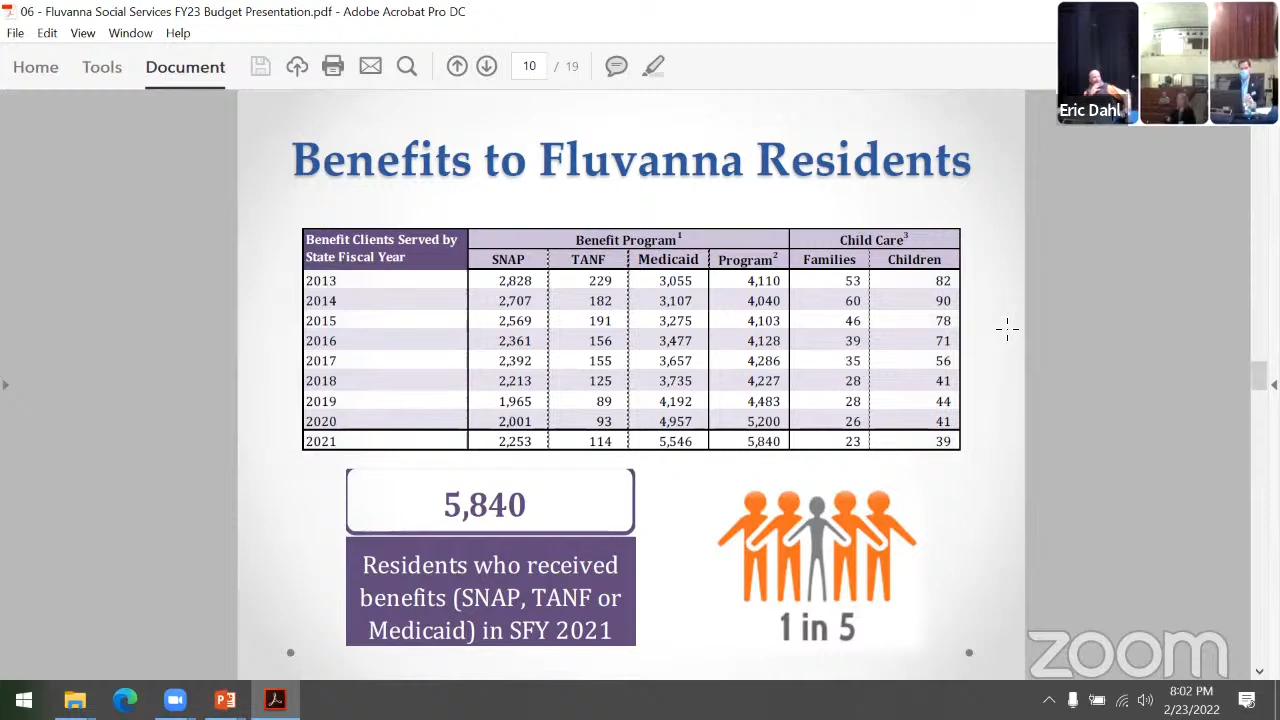 06 - Fluvanna Social Services FY23 Budget Presentation.pdf - Adobe Acrobat Pro DC
File Edit View Window Help
Home Tools Document 10 / 19
Eric Dahl
Benefits to Fluvanna Residents
Benefit Clients Served by State Fiscal Year Benefit Program1 Child Care3
SNAP TANF Medicaid Program2 Families Children
2013 2,828 229 3,055 4,110 53 82
2014 2,707 182 3,107 4,040 60 90
2015 2,569 191 3,275 4,103 46 78
2016 2,361 156 3,477 4,128 39 71
2017 2,392 155 3,657 4,286 35 56
2018 2,213 125 3,735 4,227 28 41
2019 1,965 89 4,192 4,483 28 44
2020 2,001 93 4,957 5,200 26 41
2021 2,253 114 5,546 5,840 23 39
5,840
Residents who received
benefits (SNAP, TANF or
Medicaid) in SFY 2021
1 in 5
zoom
8:02 PM
2/23/2022